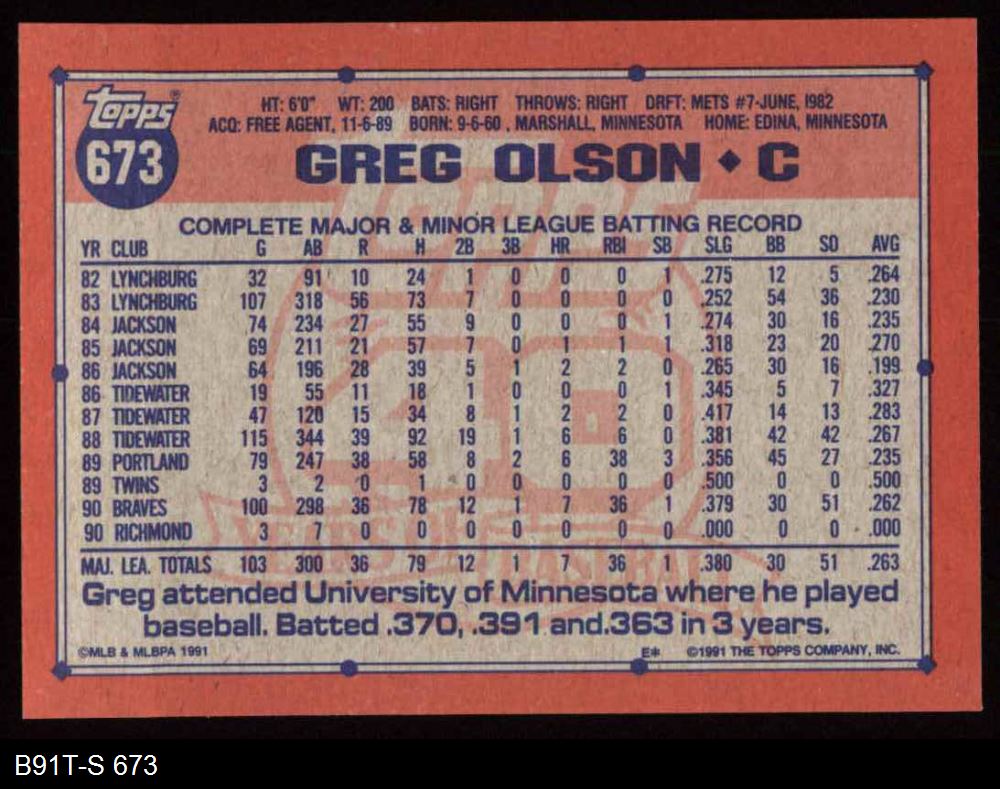 Topps®
673
HT: 6'0" WT: 200 BATS: RIGHT THROWS: RIGHT DRFT: METS #7-JUNE, 1982
ACQ: FREE AGENT, 11-6-89 BORN: 9-6-60 , MARSHALL, MINNESOTA HOME: EDINA, MINNESOTA
GREG OLSON ◆ C
COMPLETE MAJOR & MINOR LEAGUE BATTING RECORD
YR CLUB G AB R H 2B 3B HR RBI SB SLG BB SO AVG
82 LYNCHBURG 32 91 10 24 1 0 0 0 1 .275 12 5 .264
83 LYNCHBURG 107 318 56 73 7 0 0 0 0 .252 54 36 .230
84 JACKSON 74 234 27 55 9 0 0 0 1 .274 30 16 .235
85 JACKSON 69 211 21 57 7 0 1 1 1 .318 23 20 .270
86 JACKSON 64 196 28 39 5 1 2 2 0 .265 30 16 .199
86 TIDEWATER 19 55 11 18 1 0 0 0 0 .345 5 7 .327
87 TIDEWATER 47 120 15 34 8 1 2 2 0 .417 14 13 .283
88 TIDEWATER 115 344 39 92 19 1 6 6 0 .381 42 42 .267
89 PORTLAND 79 247 38 58 8 2 6 38 3 .356 45 27 .235
89 TWINS 3 2 0 1 0 0 0 0 0 .500 0 0 .500
90 BRAVES 100 298 36 78 12 1 7 36 1 .379 30 51 .262
90 RICHMOND 3 7 0 0 0 0 0 0 0 .000 0 0 .000
MAJ. LEA. TOTALS 103 300 36 79 12 1 7 36 1 .380 30 51 .263
Greg attended University of Minnesota where he played
baseball. Batted .370, .391 and .363 in 3 years.
©MLB & MLBPA 1991 E* ©1991 THE TOPPS COMPANY, INC.
Topps
40
YEARS OF BASEBALL
B91T-S 673